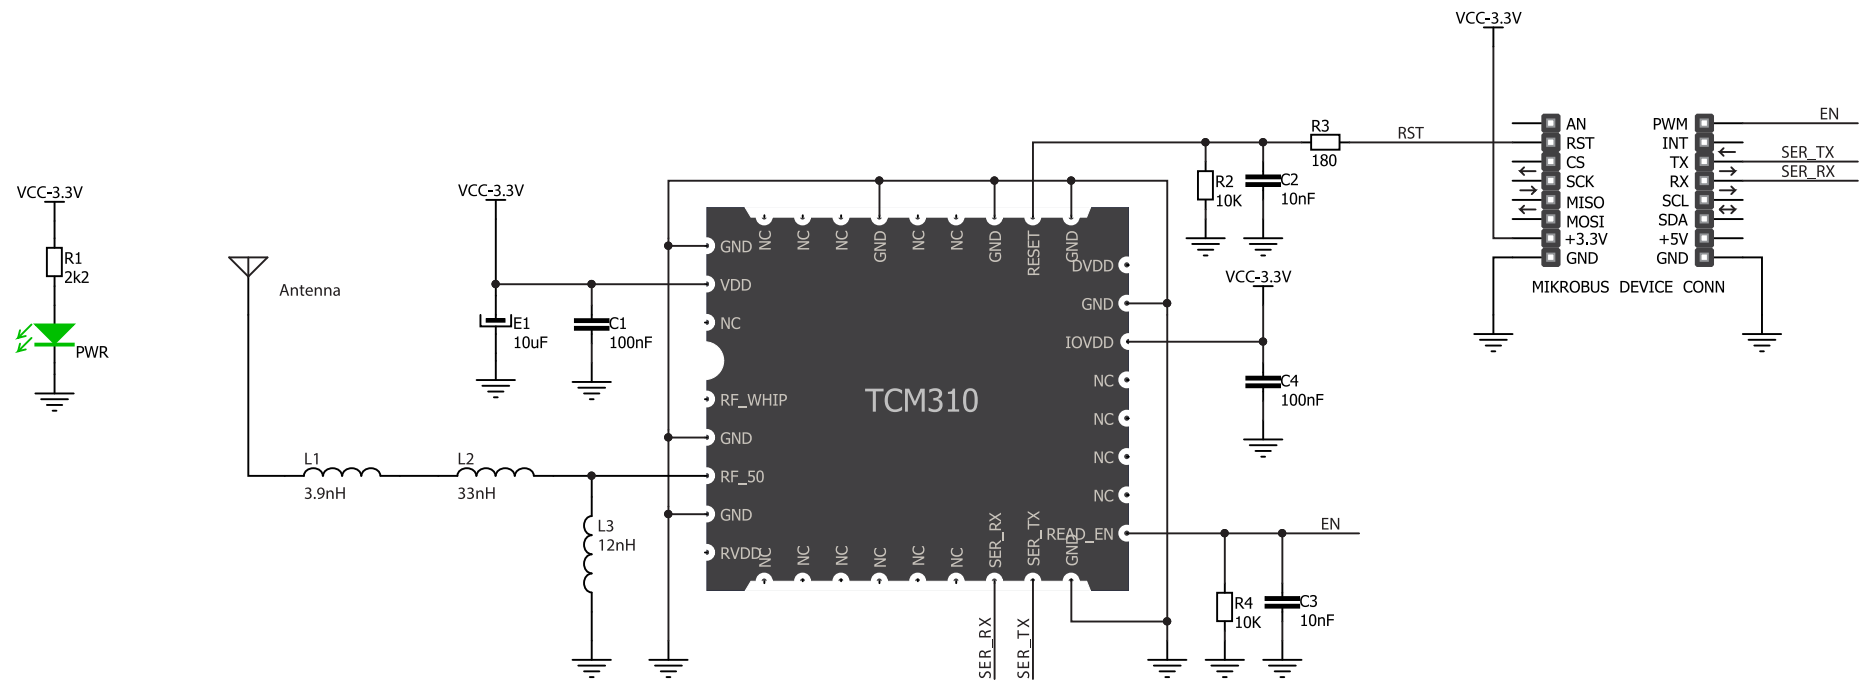 VCC-3.3V
R1
2k2
PWR
Antenna
L1
3.9nH
L2
33nH
L3
12nH
VCC-3.3V
E1
10uF
C1
100nF
TCM310
GND
VDD
NC
RF_WHIP
GND
RF_50
GND
RVDD
NC
NC
NC
GND
NC
NC
GND
RESET
GND
DVDD
GND
IOVDD
NC
NC
NC
NC
READ_EN
NC
NC
NC
NC
NC
NC
SER_RX
SER_TX
GND
SER_RX
SER_TX
R2
10K
C2
10nF
R3
180
RST
VCC-3.3V
C4
100nF
EN
R4
10K
C3
10nF
VCC-3.3V
AN
RST
CS
SCK
MISO
MOSI
+3.3V
GND
PWM
INT
TX
RX
SCL
SDA
+5V
GND
EN
SER_TX
SER_RX
MIKROBUS DEVICE CONN